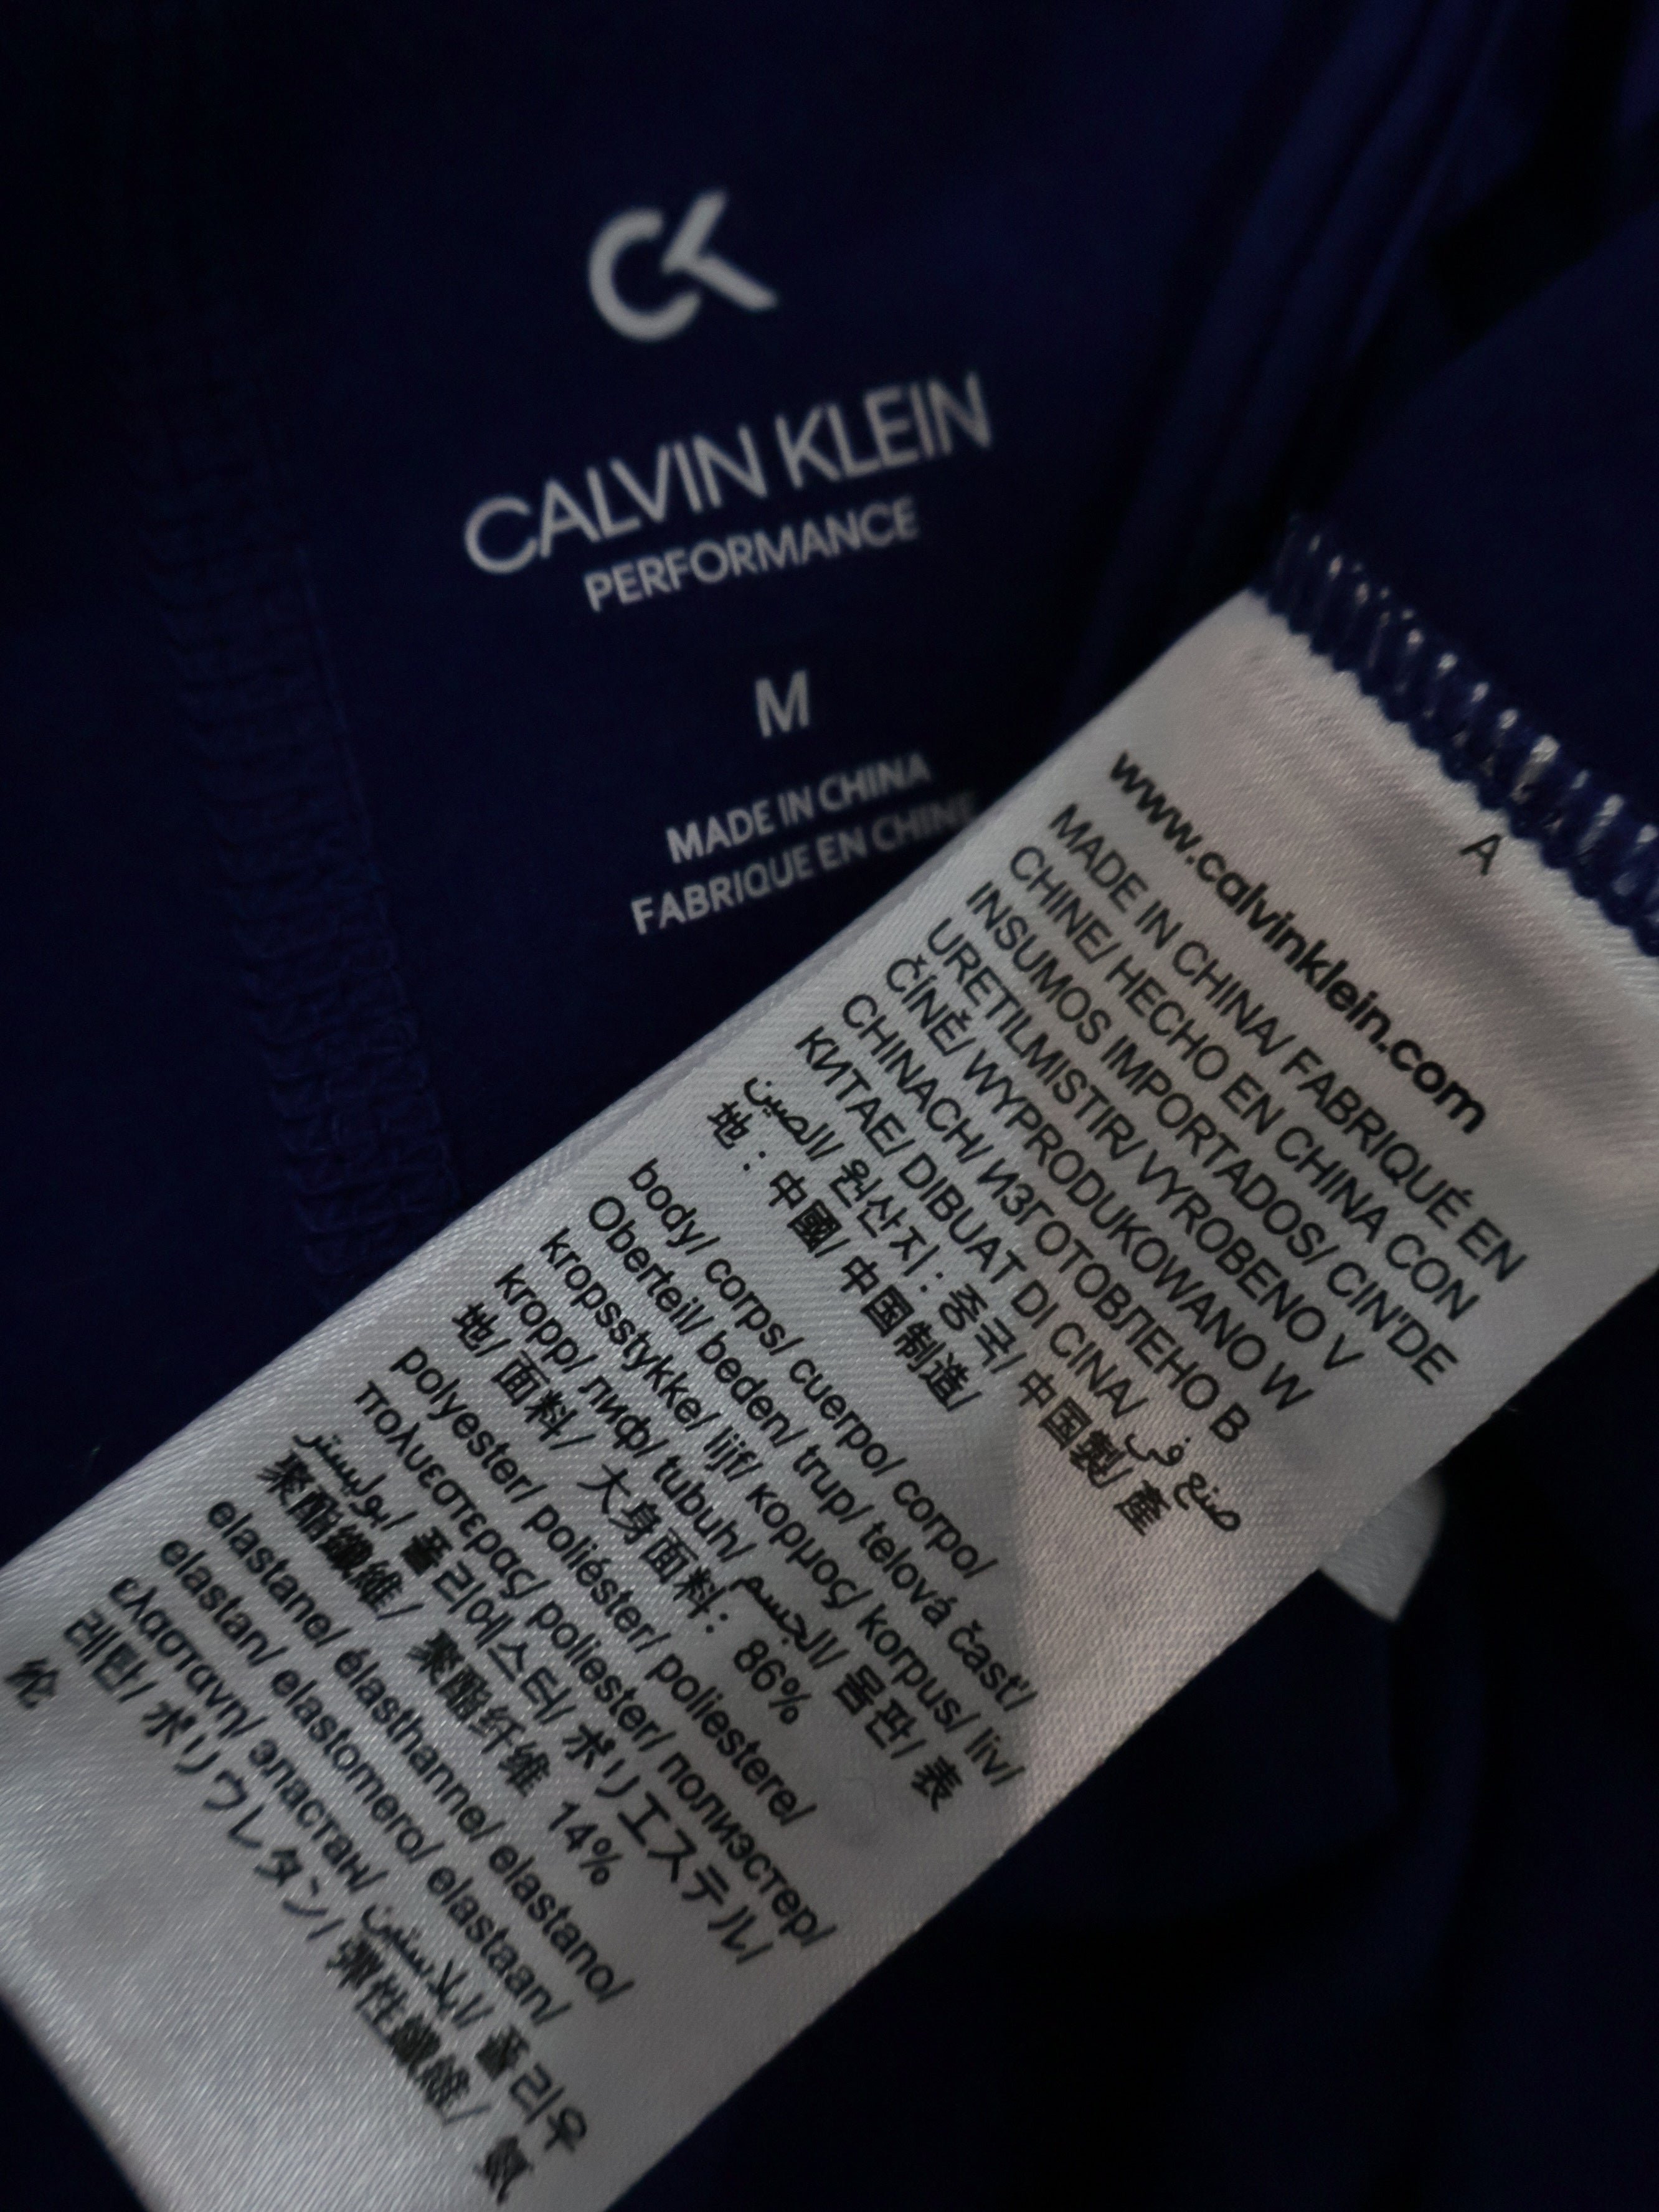 CK
CALVIN KLEIN
PERFORMANCE
M
MADE IN CHINA
FABRIQUE EN CHINE
A
www.calvinklein.com
MADE IN CHINA/ FABRIQUÉ EN
CHINE/ HECHO EN CHINA CON
INSUMOS IMPORTADOS/ CIN'DE
URETILMISTIR/ VYROBENO V
ČÍNĚ/ WYPRODUKOWANO W
CHINACH/ ИЗГОТОВЛЕНО В
КИТАЕ/ DIBUAT DI CINA/ صنع في
الصين/ 원산지 : 중국/ 中国製/ 產
地 : 中國/ 中国制造/
body/ corps/ cuerpo/ corpo/
Oberteil/ beden/ trup/ telová časť/
kropsstykke/ lijf/ κορμος/ korpus/ liv/
kropp/ лиф/ tubuh/ الجسم/ 몸판/ 表
地/ 面料/ 大身面料: 86%
polyester/ poliéster/ poliestere/
πολυεστερας/ poliester/ полиэстер/
بوليستر/ 폴리에스터/ ポリエステル/
聚酯纖維/ 聚酯纤维 14%
elastane/ élasthanne/ elastano/
elastan/ elastomero/ elastaan/
ελαστανη/ эластан/ إيلاستين/ 폴리우
레탄/ ポリウレタン/ 彈性纖維/ 氨
纶